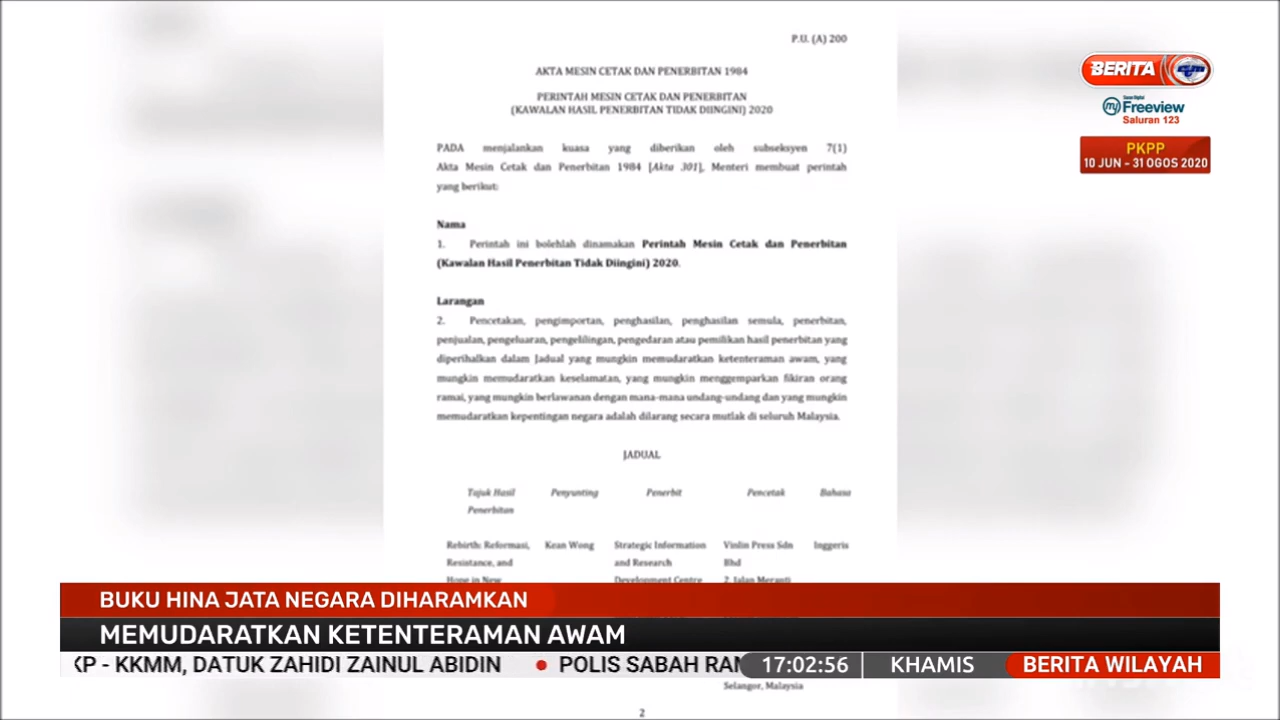 P.U. (A) 200
AKTA MESIN CETAK DAN PENERBITAN 1984
PERINTAH MESIN CETAK DAN PENERBITAN
(KAWALAN HASIL PENERBITAN TIDAK DIINGINI) 2020
PADA menjalankan kuasa yang diberikan oleh subseksyen 7(1)
Akta Mesin Cetak dan Penerbitan 1984 [Akta 301], Menteri membuat perintah
yang berikut:
Nama
1. Perintah ini bolehlah dinamakan Perintah Mesin Cetak dan Penerbitan
(Kawalan Hasil Penerbitan Tidak Diingini) 2020.
Larangan
2. Pencetakan, pengimportan, penghasilan, penghasilan semula, penerbitan,
penjualan, pengeluaran, pengelilingan, pengedaran atau pemilikan hasil penerbitan yang
diperihalkan dalam Jadual yang mungkin memudaratkan ketenteraman awam, yang
mungkin memudaratkan keselamatan, yang mungkin menggemparkan fikiran orang
ramai, yang mungkin berlawanan dengan mana-mana undang-undang dan yang mungkin
memudaratkan kepentingan negara adalah dilarang secara mutlak di seluruh Malaysia.
JADUAL
Tajuk Hasil Penyunting Penerbit Pencetak Bahasa
Penerbitan
Rebirth: Reformasi, Kean Wong Strategic Information Vinlin Press Sdn Inggeris
Resistance, and and Research Bhd
Hope in New Development Centre 2, Jalan Meranti
Selangor, Malaysia
2
BERITA
Freeview
Saluran 123
PKPP
10 JUN - 31 OGOS 2020
BUKU HINA JATA NEGARA DIHARAMKAN
MEMUDARATKAN KETENTERAMAN AWAM
KP - KKMM, DATUK ZAHIDI ZAINUL ABIDIN • POLIS SABAH 17:02:56 KHAMIS BERITA WILAYAH